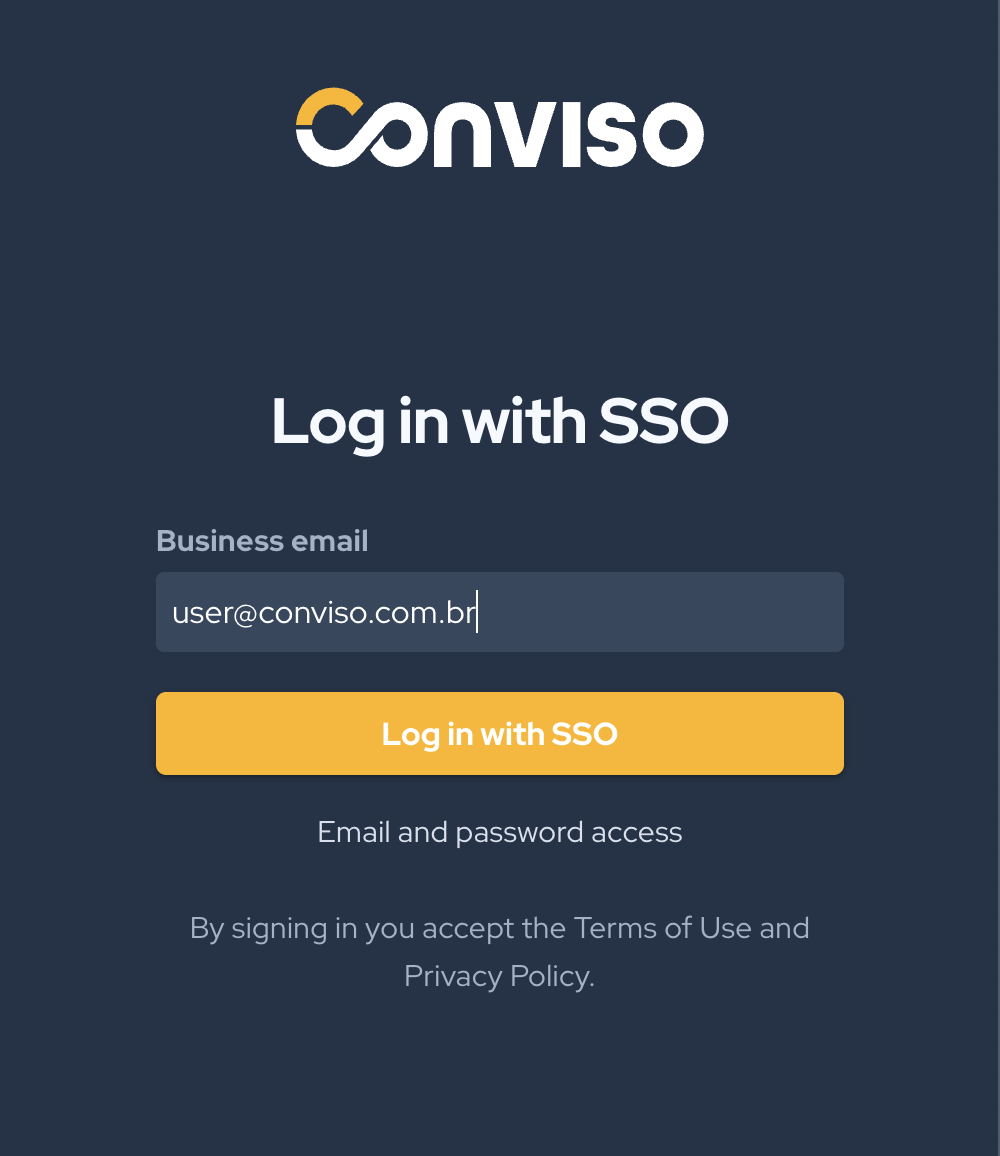 Conviso
Log in with SSO
Business email
user@conviso.com.br
Log in with SSO
Email and password access
By signing in you accept the Terms of Use and
Privacy Policy.